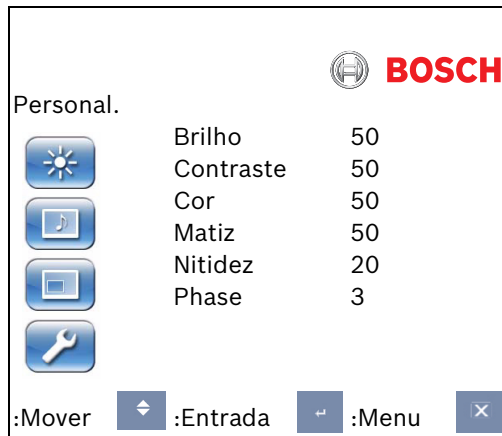 BOSCH
Personal.
Brilho 50
Contraste 50
Cor 50
Matiz 50
Nitidez 20
Phase 3
:Mover :Entrada :Menu